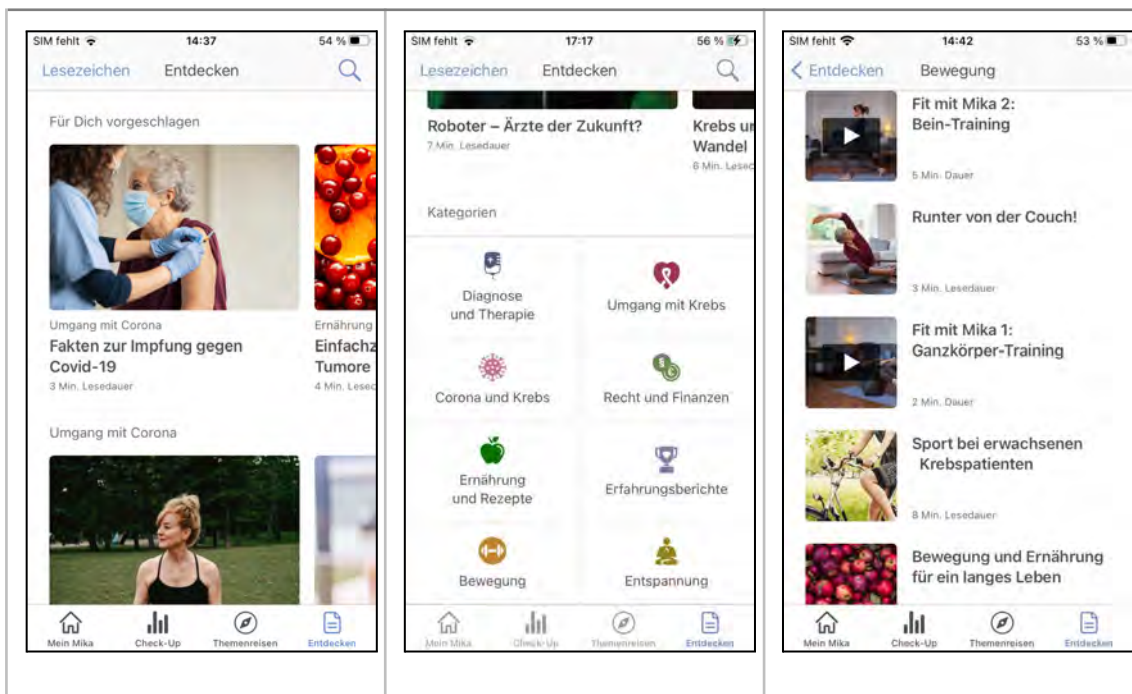 SIM fehlt 14:37 54 %
Lesezeichen Entdecken
Für Dich vorgeschlagen
Umgang mit Corona
Fakten zur Impfung gegen
Covid-19
3 Min. Lesedauer
Ernährung
Einfachz
Tumore
4 Min. Lesec
Umgang mit Corona
Mein Mika Check-Up Themenreisen Entdecken
SIM fehlt 17:17 56 %
Lesezeichen Entdecken
Roboter – Ärzte der Zukunft?
7 Min. Lesedauer
Krebs un
Wandel
6 Min. Lesec
Kategorien
Diagnose
und Therapie
Umgang mit Krebs
Corona und Krebs
Recht und Finanzen
Ernährung
und Rezepte
Erfahrungsberichte
Bewegung
Entspannung
Mein Mika Check-Up Themenreisen Entdecken
SIM fehlt 14:42 53 %
Entdecken Bewegung
Fit mit Mika 2:
Bein-Training
5 Min. Dauer
Runter von der Couch!
3 Min. Lesedauer
Fit mit Mika 1:
Ganzkörper-Training
2 Min. Dauer
Sport bei erwachsenen
Krebspatienten
8 Min. Lesedauer
Bewegung und Ernährung
für ein langes Leben
Mein Mika Check-Up Themenreisen Entdecken